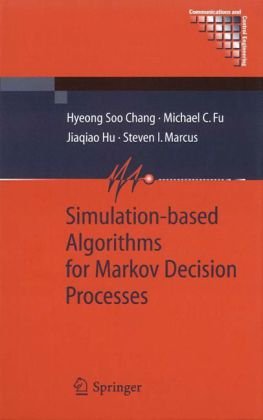 Communications and
Control Engineering
Hyeong Soo Chang · Michael C. Fu
Jiaqiao Hu · Steven I. Marcus
Simulation-based
Algorithms
for Markov Decision
Processes
Springer